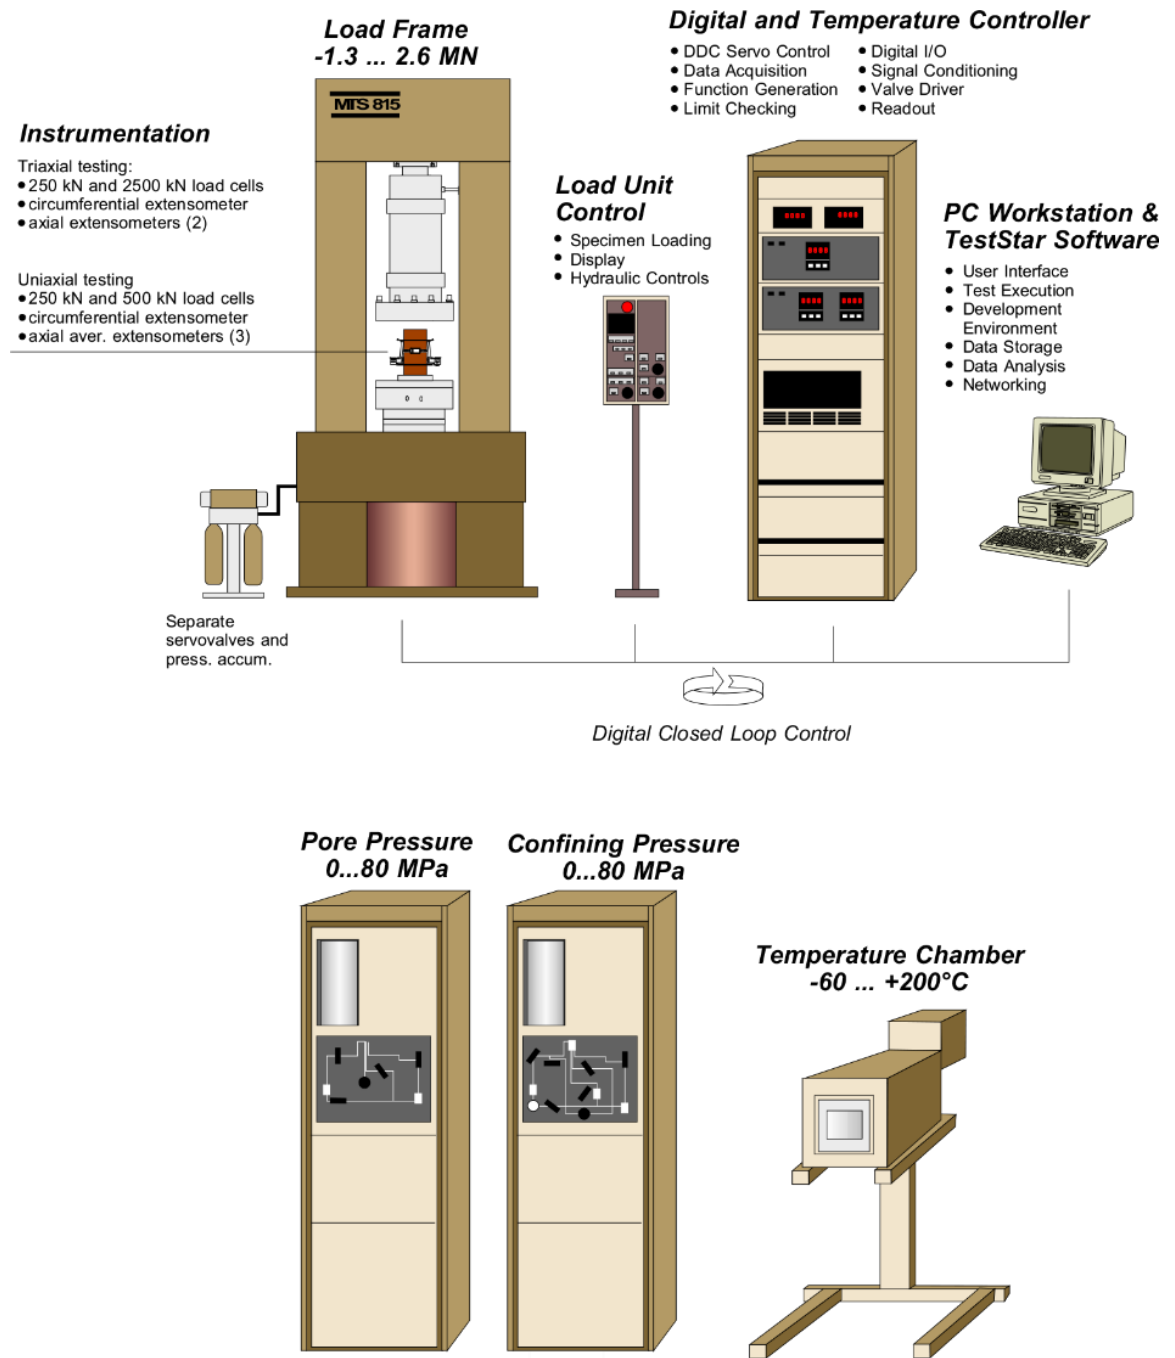 Load Frame
-1.3 ... 2.6 MN
MTS 815
Instrumentation
Triaxial testing:
• 250 kN and 2500 kN load cells
• circumferential extensometer
• axial extensometers (2)
Uniaxial testing
• 250 kN and 500 kN load cells
• circumferential extensometer
• axial aver. extensometers (3)
Separate
servovalves and
press. accum.
Load Unit
Control
• Specimen Loading
• Display
• Hydraulic Controls
Digital and Temperature Controller
• DDC Servo Control
• Data Acquisition
• Function Generation
• Limit Checking
• Digital I/O
• Signal Conditioning
• Valve Driver
• Readout
PC Workstation &
TestStar Software
• User Interface
• Test Execution
• Development
Environment
• Data Storage
• Data Analysis
• Networking
Digital Closed Loop Control
Pore Pressure
0...80 MPa
Confining Pressure
0...80 MPa
Temperature Chamber
-60 ... +200°C